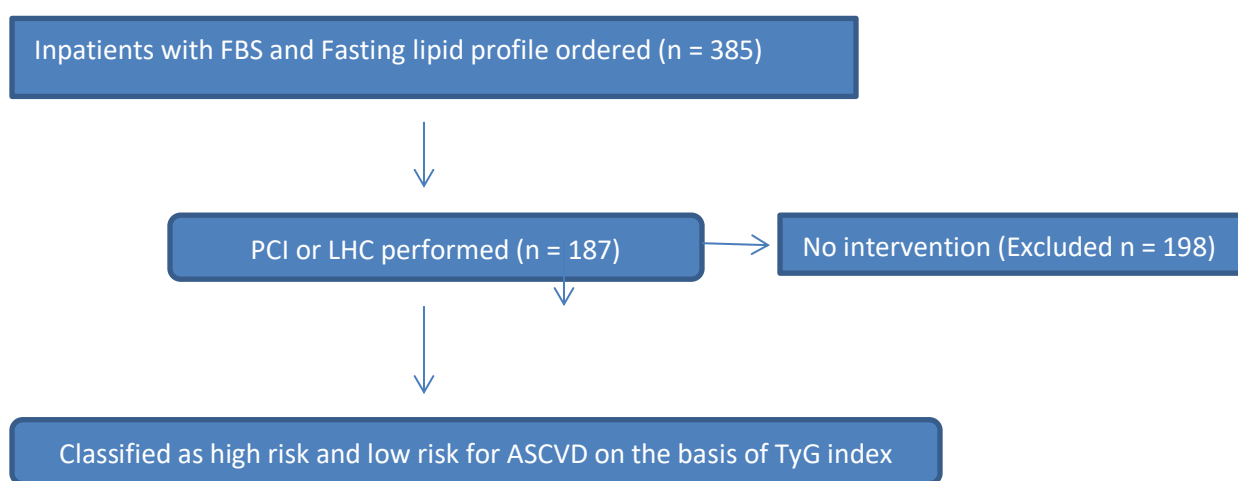 Inpatients with FBS and Fasting lipid profile ordered (n = 385)
PCI or LHC performed (n = 187)
No intervention (Excluded n = 198)
Classified as high risk and low risk for ASCVD on the basis of TyG index